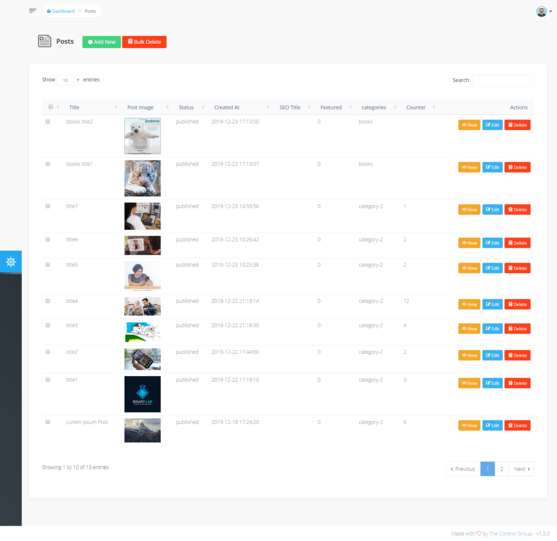 Dashboard > Posts
Posts Add New Bulk Delete
Show 10 entries Search:
Title Post Image Status Created At SEO Title Featured categories Counter Actions
books title2 published 2019-12-23 17:13:50 0 books View Edit Delete
books title1 published 2019-12-23 17:13:07 0 books View Edit Delete
title7 published 2019-12-23 14:59:56 0 category-2 1 View Edit Delete
title6 published 2019-12-23 10:26:42 0 category-2 2 View Edit Delete
title5 published 2019-12-23 10:25:38 0 category-2 2 View Edit Delete
title4 published 2019-12-22 21:19:14 0 category-2 12 View Edit Delete
title3 published 2019-12-22 21:18:30 0 category-2 4 View Edit Delete
title2 published 2019-12-22 17:44:00 0 category-2 2 View Edit Delete
title1 published 2019-12-22 17:19:10 0 category-2 3 View Edit Delete
BINARY LAB
Lorem Ipsum Post published 2019-12-18 17:24:20 0 category-2 6 View Edit Delete
Showing 1 to 10 of 13 entries Previous 1 2 Next
Made with by The Control Group - v1.3.0